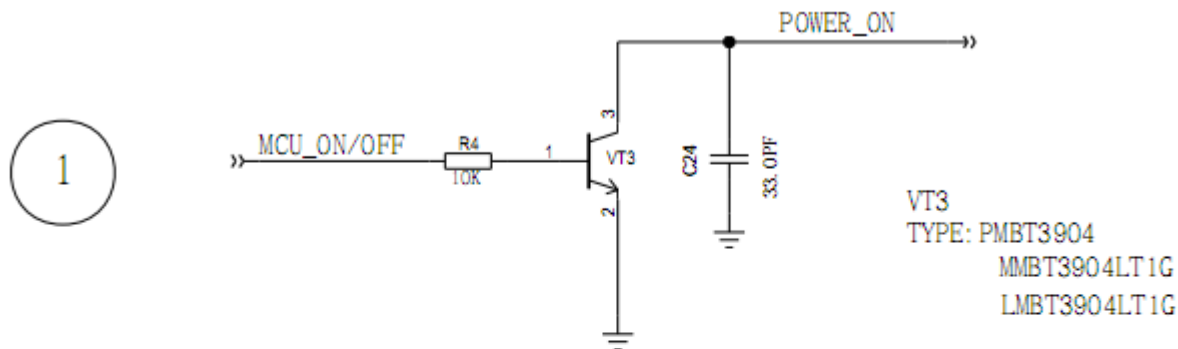 POWER_ON
3
1
MCU_ON/OFF
R4
10K
1
VT3
C24
33.0PF
2
VT3
TYPE: PMBT3904
MMBT3904LT1G
LMBT3904LT1G